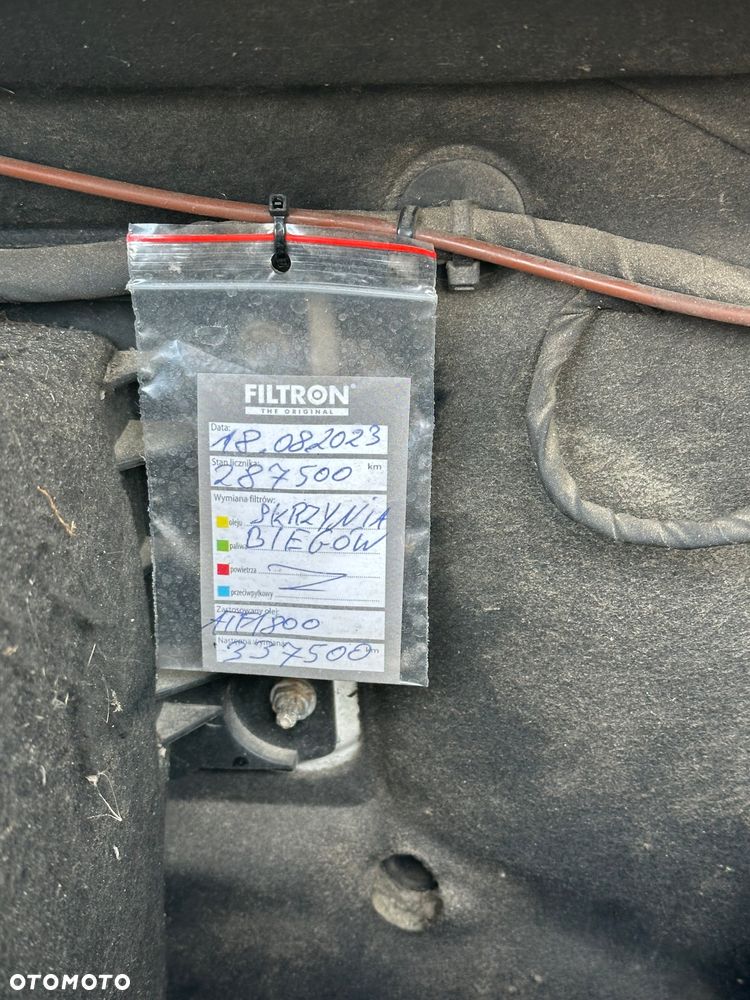 FILTRON®
THE ORIGINAL
Data:
18.08.2023
Stan licznika:
287500 km
Wymiana filtrów:
oleju SKRZYNIA
paliwa BIEGÓW
powietrza
przeciwpyłkowy
Zastosowany olej:
1800
Następna wymiana:
337500 km
OTOMOTO